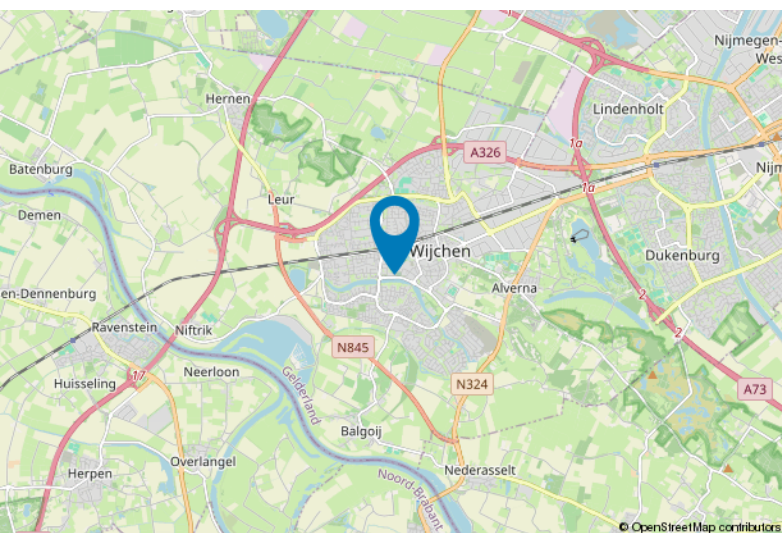 Nijmegen-
Wes
Hernen
Lindenholt
1a
A326
Batenburg
Nijm
1a
Leur
Demen
Wijchen
Dukenburg
Alverna
en-Dennenburg
2
Ravenstein
Niftrik
2
N845
17
Neerloon
Huisseling
Gelderland
N324
A73
Balgoij
Overlangel
Herpen
Nederasselt
Noord-Brabant
© OpenStreetMap contributors